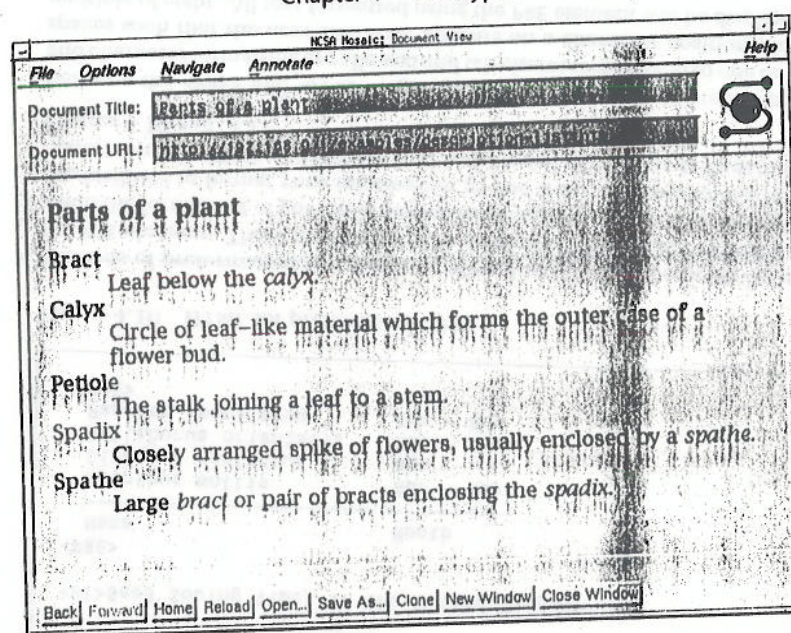 Chapter
NCSA Mosaic: Document View
File Options Navigate Annotate Help
Document Title: Parts of a plant
Document URL:
Parts of a plant
Bract
Leaf below the calyx.
Calyx
Circle of leaf-like material which forms the outer case of a
flower bud.
Petiole
The stalk joining a leaf to a stem.
Spadix
Closely arranged spike of flowers, usually enclosed by a spathe.
Spathe
Large bract or pair of bracts enclosing the spadix.
Back Forward Home Reload Open... Save As... Clone New Window Close Window